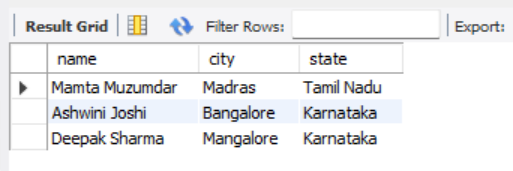 Result Grid Filter Rows: Export:
name city state
Mamta Muzumdar Madras Tamil Nadu
Ashwini Joshi Bangalore Karnataka
Deepak Sharma Mangalore Karnataka